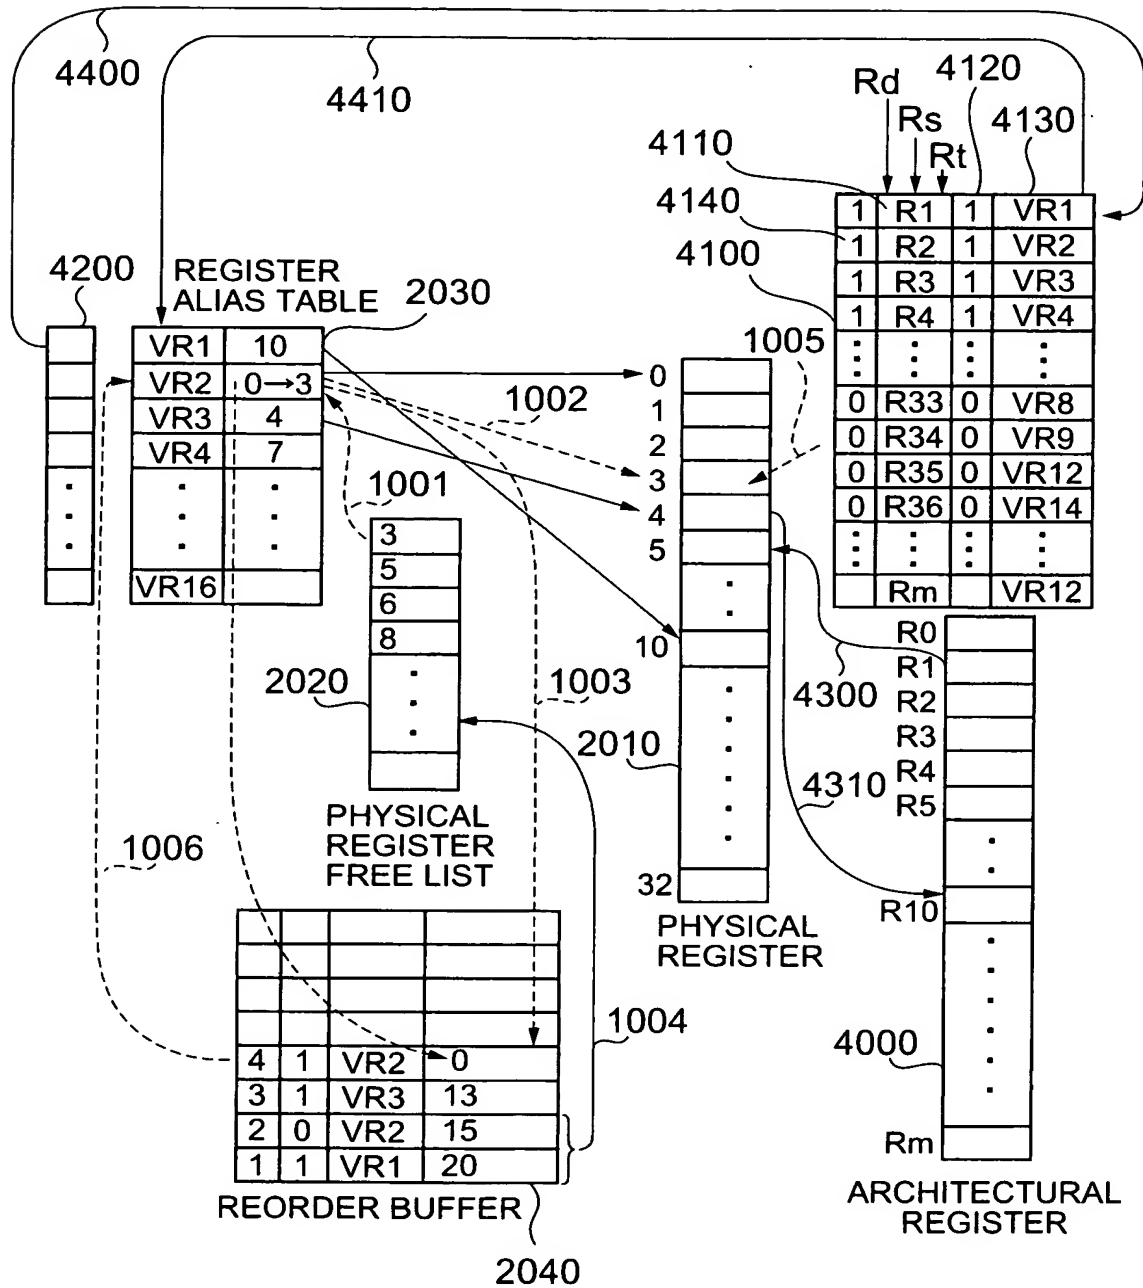 4400
4410
Rd
4120
Rs
4130
4110
Rt
4140
4100
1 R1 1 VR1
1 R2 1 VR2
1 R3 1 VR3
1 R4 1 VR4
0 R33 0 VR8
0 R34 0 VR9
0 R35 0 VR12
0 R36 0 VR14
Rm VR12
4200
REGISTER
ALIAS TABLE
2030
VR1 10
VR2 0→3
VR3 4
VR4 7
VR16
1002
1005
1001
3
5
6
8
2020
PHYSICAL
REGISTER
FREE LIST
1003
0
1
2
3
4
5
10
2010
32
PHYSICAL
REGISTER
4300
4310
R0
R1
R2
R3
R4
R5
R10
4000
Rm
ARCHITECTURAL
REGISTER
1006
1004
4 1 VR2 0
3 1 VR3 13
2 0 VR2 15
1 1 VR1 20
REORDER BUFFER
2040